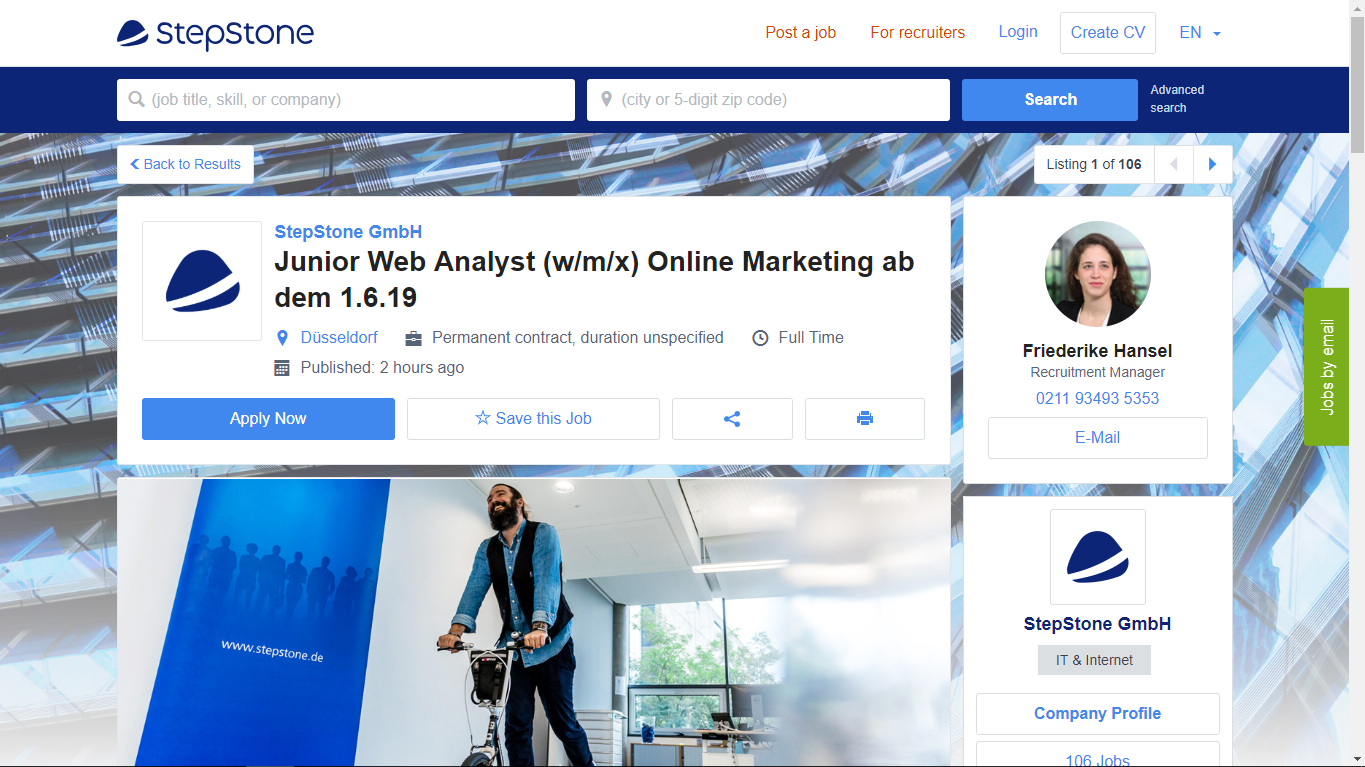 StepStone
Post a job
For recruiters
Login
Create CV
EN
(job title, skill, or company)
(city or 5-digit zip code)
Search
Advanced
search
Back to Results
Listing 1 of 106
StepStone GmbH
Junior Web Analyst (w/m/x) Online Marketing ab
dem 1.6.19
Düsseldorf
Permanent contract, duration unspecified
Full Time
Published: 2 hours ago
Apply Now
Save this Job
Friederike Hansel
Recruitment Manager
0211 93493 5353
E-Mail
Jobs by email
www.stepstone.de
StepStone GmbH
IT & Internet
Company Profile
106 Jobs